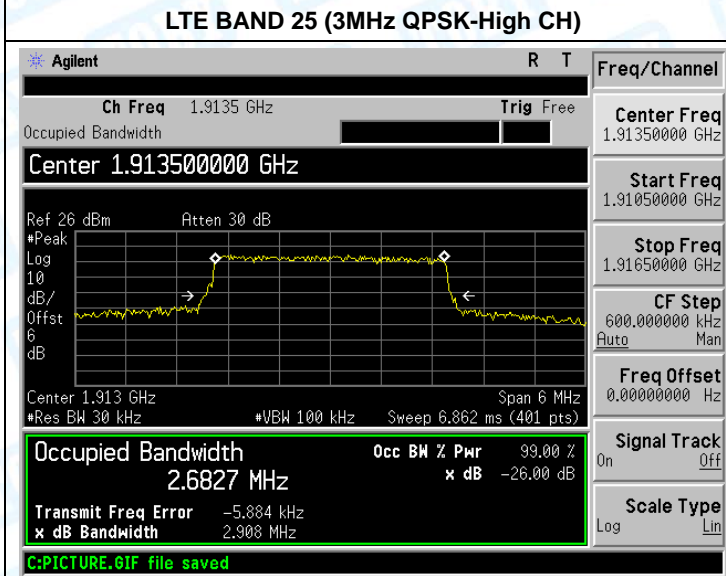 LTE BAND 25 (3MHz QPSK-High CH)
Agilent R T
Ch Freq 1.9135 GHz Trig Free
Occupied Bandwidth
Center 1.913500000 GHz
Ref 26 dBm Atten 30 dB
#Peak
Log
10
dB/
Offst
6
dB
Center 1.913 GHz Span 6 MHz
#Res BW 30 kHz #VBW 100 kHz Sweep 6.862 ms (401 pts)
Occupied Bandwidth Occ BW % Pwr 99.00 %
2.6827 MHz x dB -26.00 dB
Transmit Freq Error -5.884 kHz
x dB Bandwidth 2.908 MHz
C:PICTURE.GIF file saved
Freq/Channel
Center Freq
1.91350000 GHz
Start Freq
1.91050000 GHz
Stop Freq
1.91650000 GHz
CF Step
600.000000 kHz
Auto Man
Freq Offset
0.00000000 Hz
Signal Track
On Off
Scale Type
Log Lin